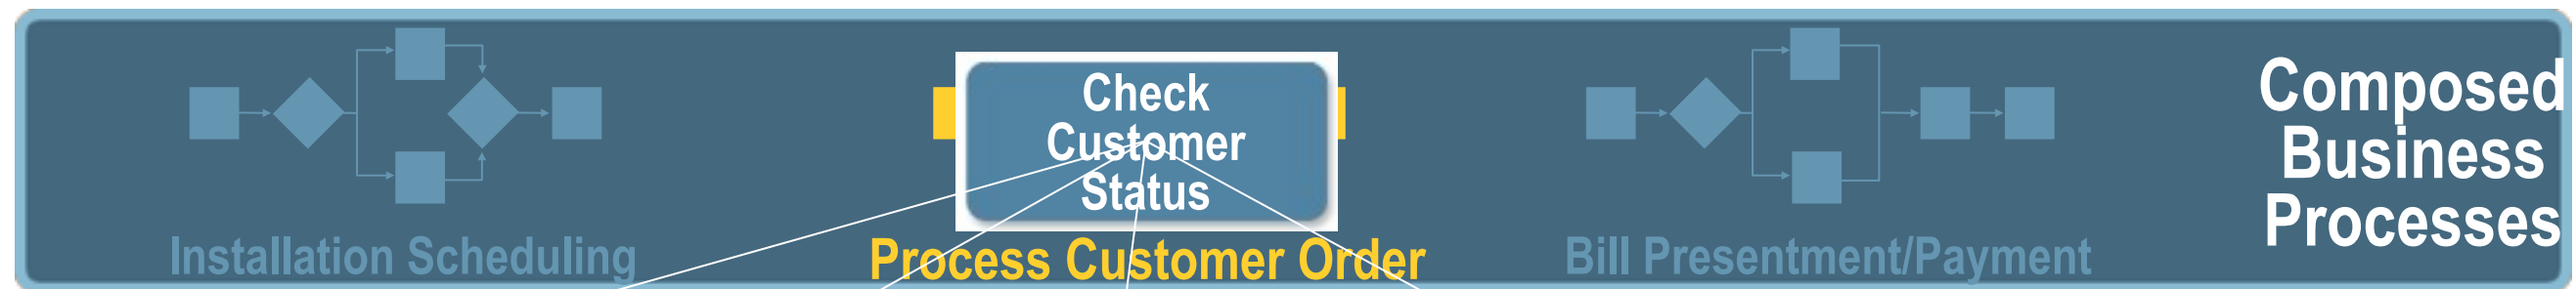 Check
Customer
Status
Installation Scheduling
Process Customer Order
Bill Presentment/Payment
Composed
Business
Processes